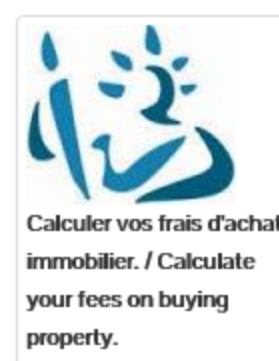 Calculer vos frais d'achat
immobilier. / Calculate
your fees on buying
property.